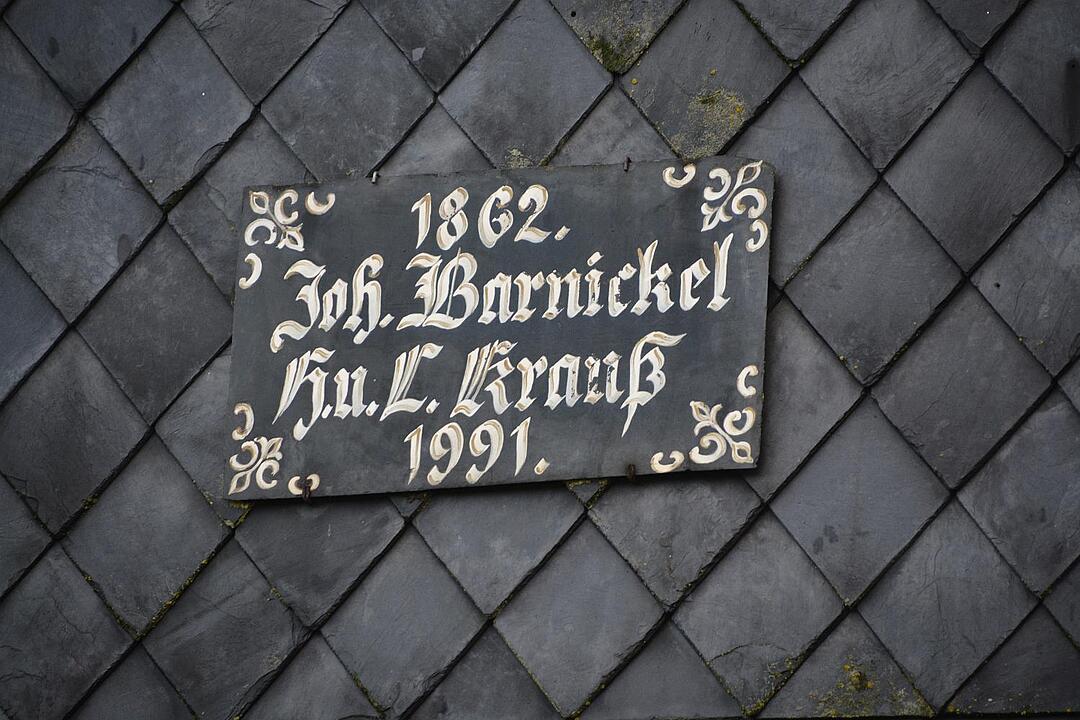 1862.
Joh. Barnickel
H.u.L. Krauß
1991.